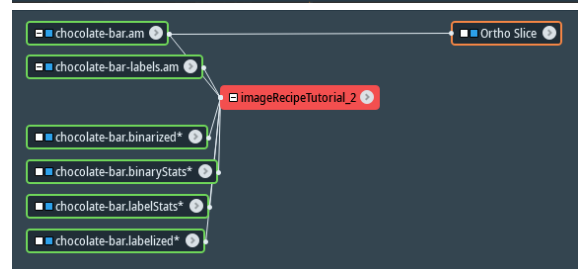 chocolate-bar.am
Ortho Slice
chocolate-bar-labels.am
imageRecipeTutorial_2
chocolate-bar.binarized*
chocolate-bar.binaryStats*
chocolate-bar.labelStats*
chocolate-bar.labelized*